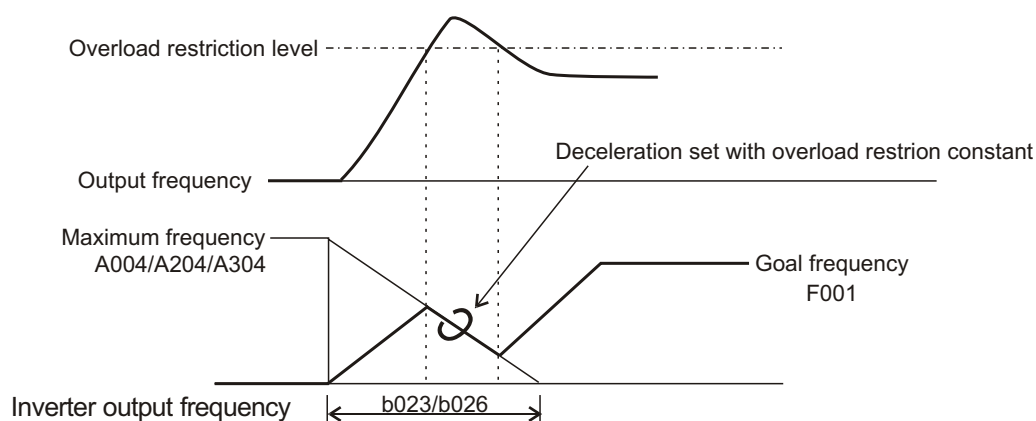 Overload restriction level
Deceleration set with overload restrion constant
Output frequency
Maximum frequency
A004/A204/A304
Goal frequency
F001
b023/b026
Inverter output frequency